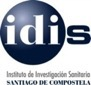 idis
Instituto de Investigación Sanitaria
SANTIAGO DE COMPOSTELA